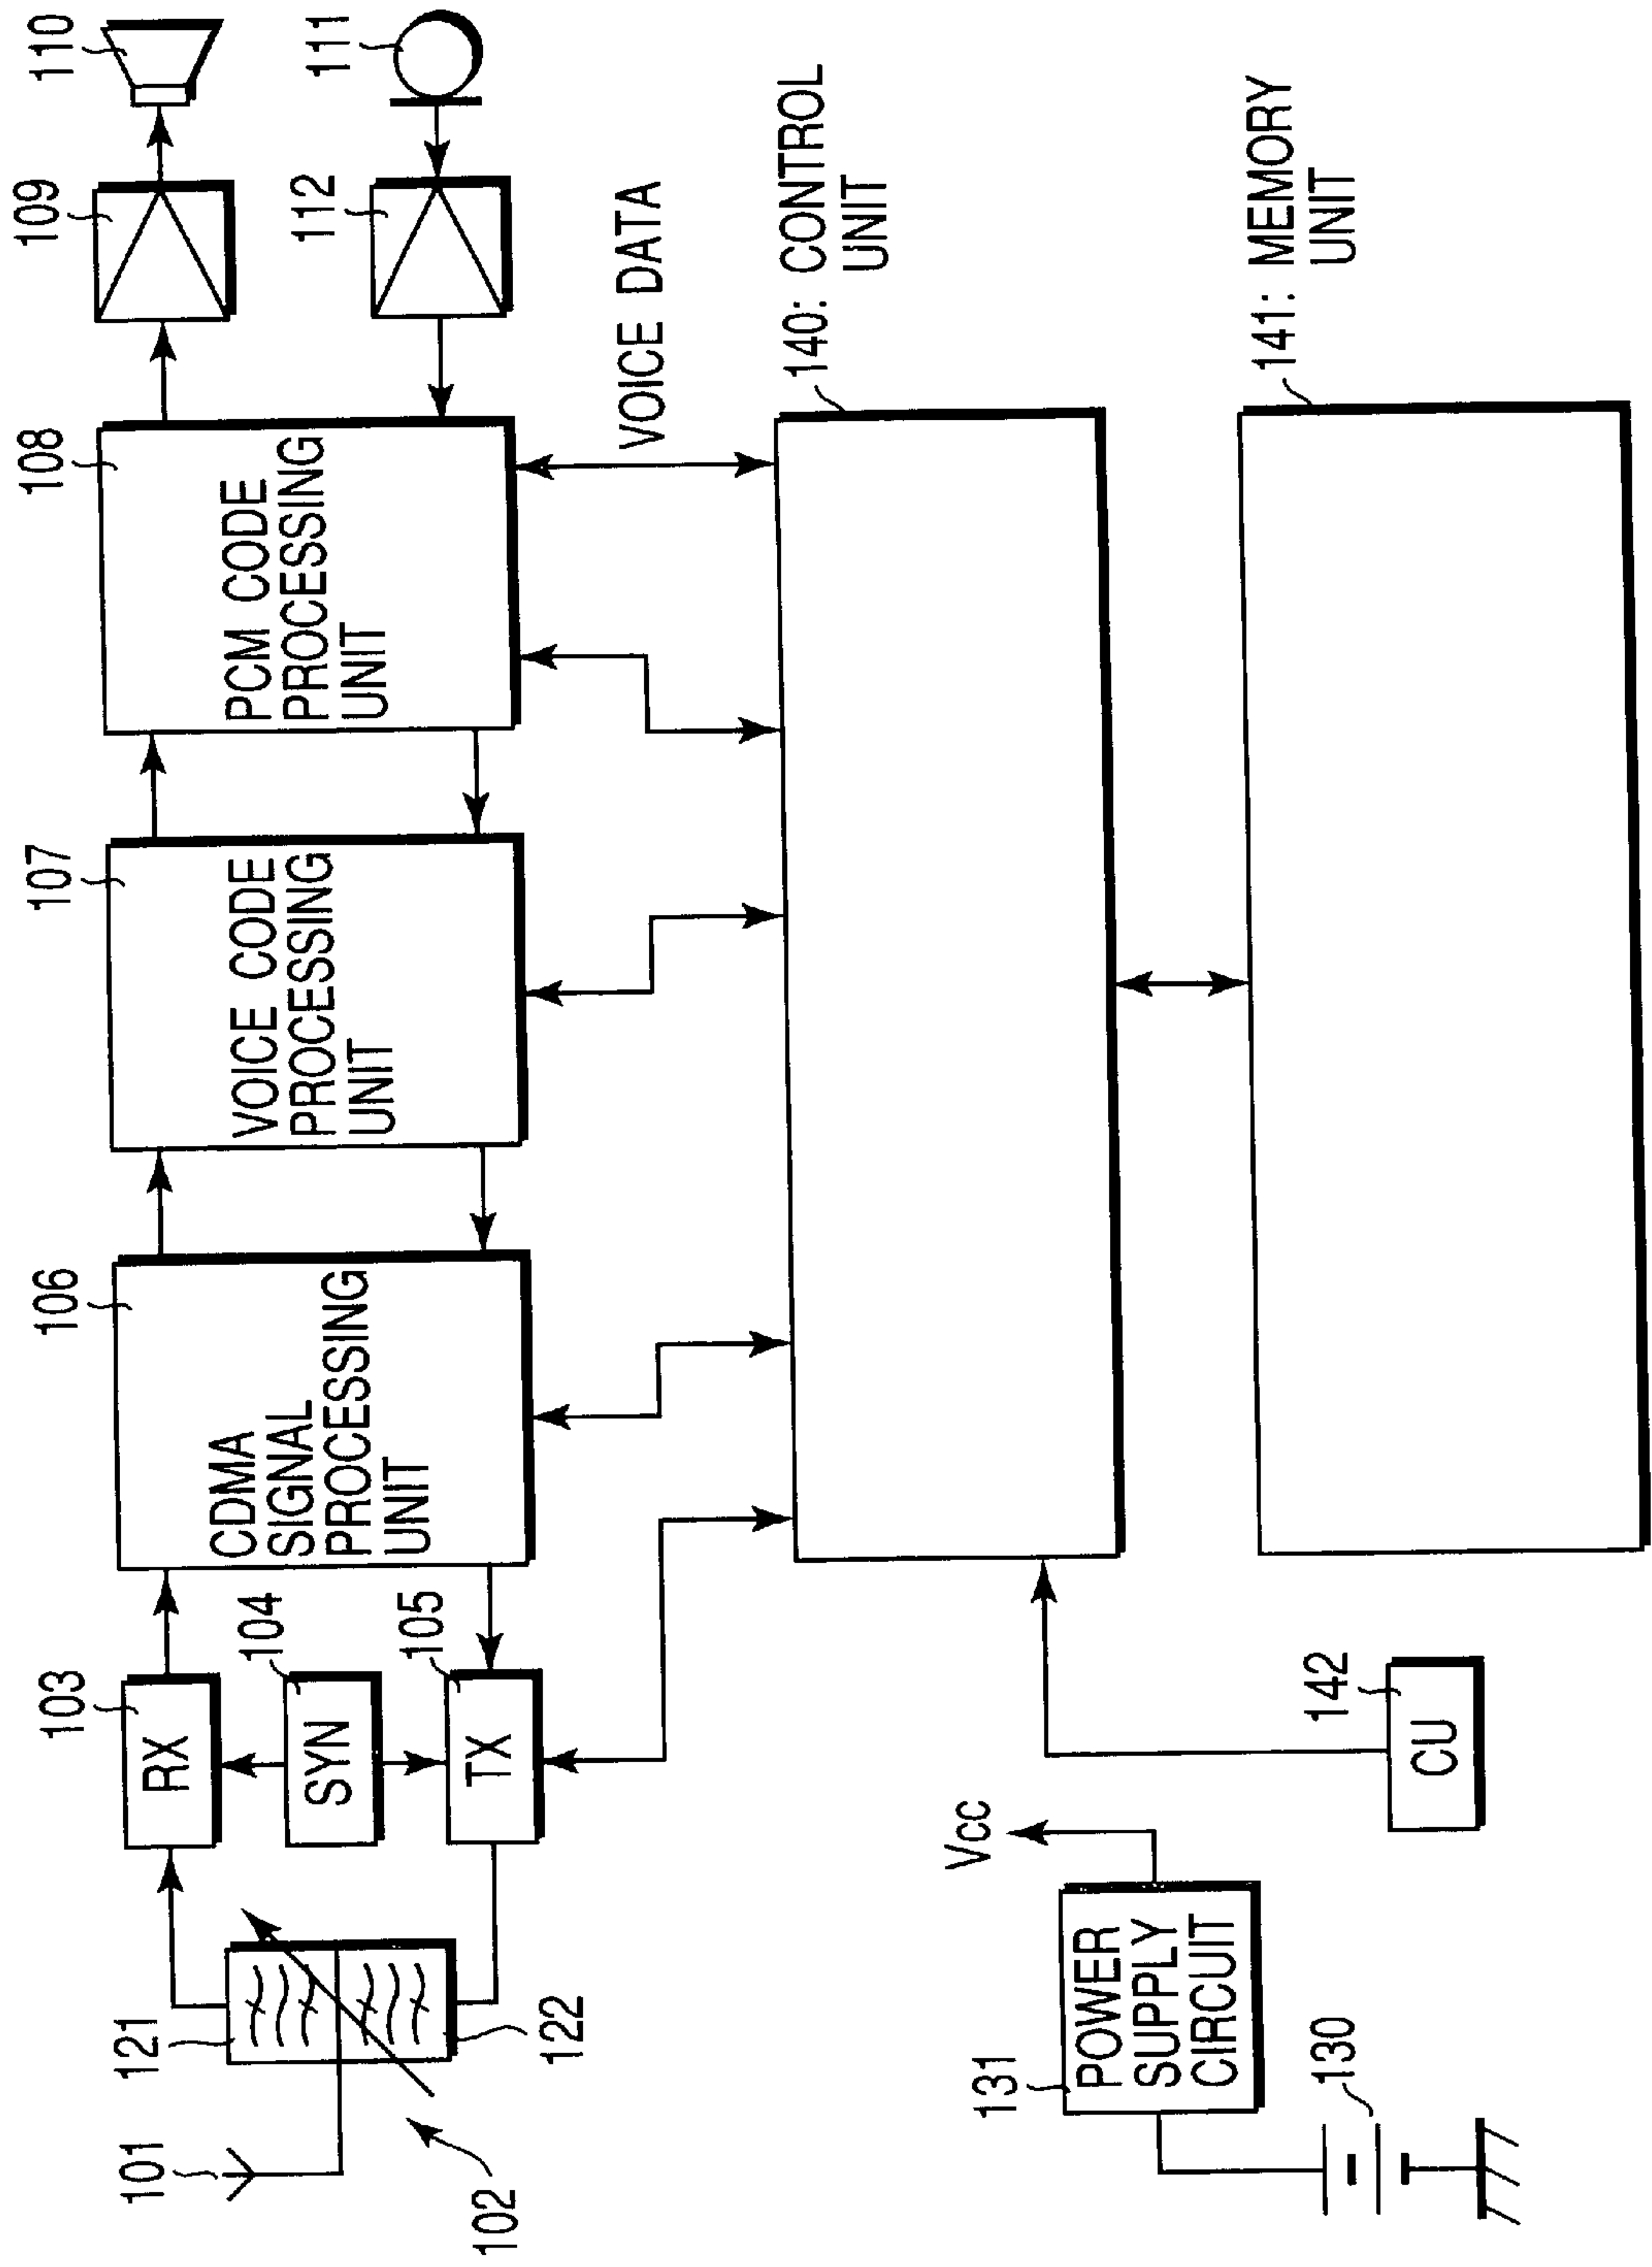 101
102
121
122
103
RX
104
SYN
105
TX
106
CDMA
SIGNAL
PROCESSING
UNIT
107
VOICE CODE
PROCESSING
UNIT
108
PCM CODE
PROCESSING
UNIT
109
110
111
112
VOICE DATA
140: CONTROL
UNIT
141: MEMORY
UNIT
142
CU
Vcc
131
POWER
SUPPLY
CIRCUIT
130